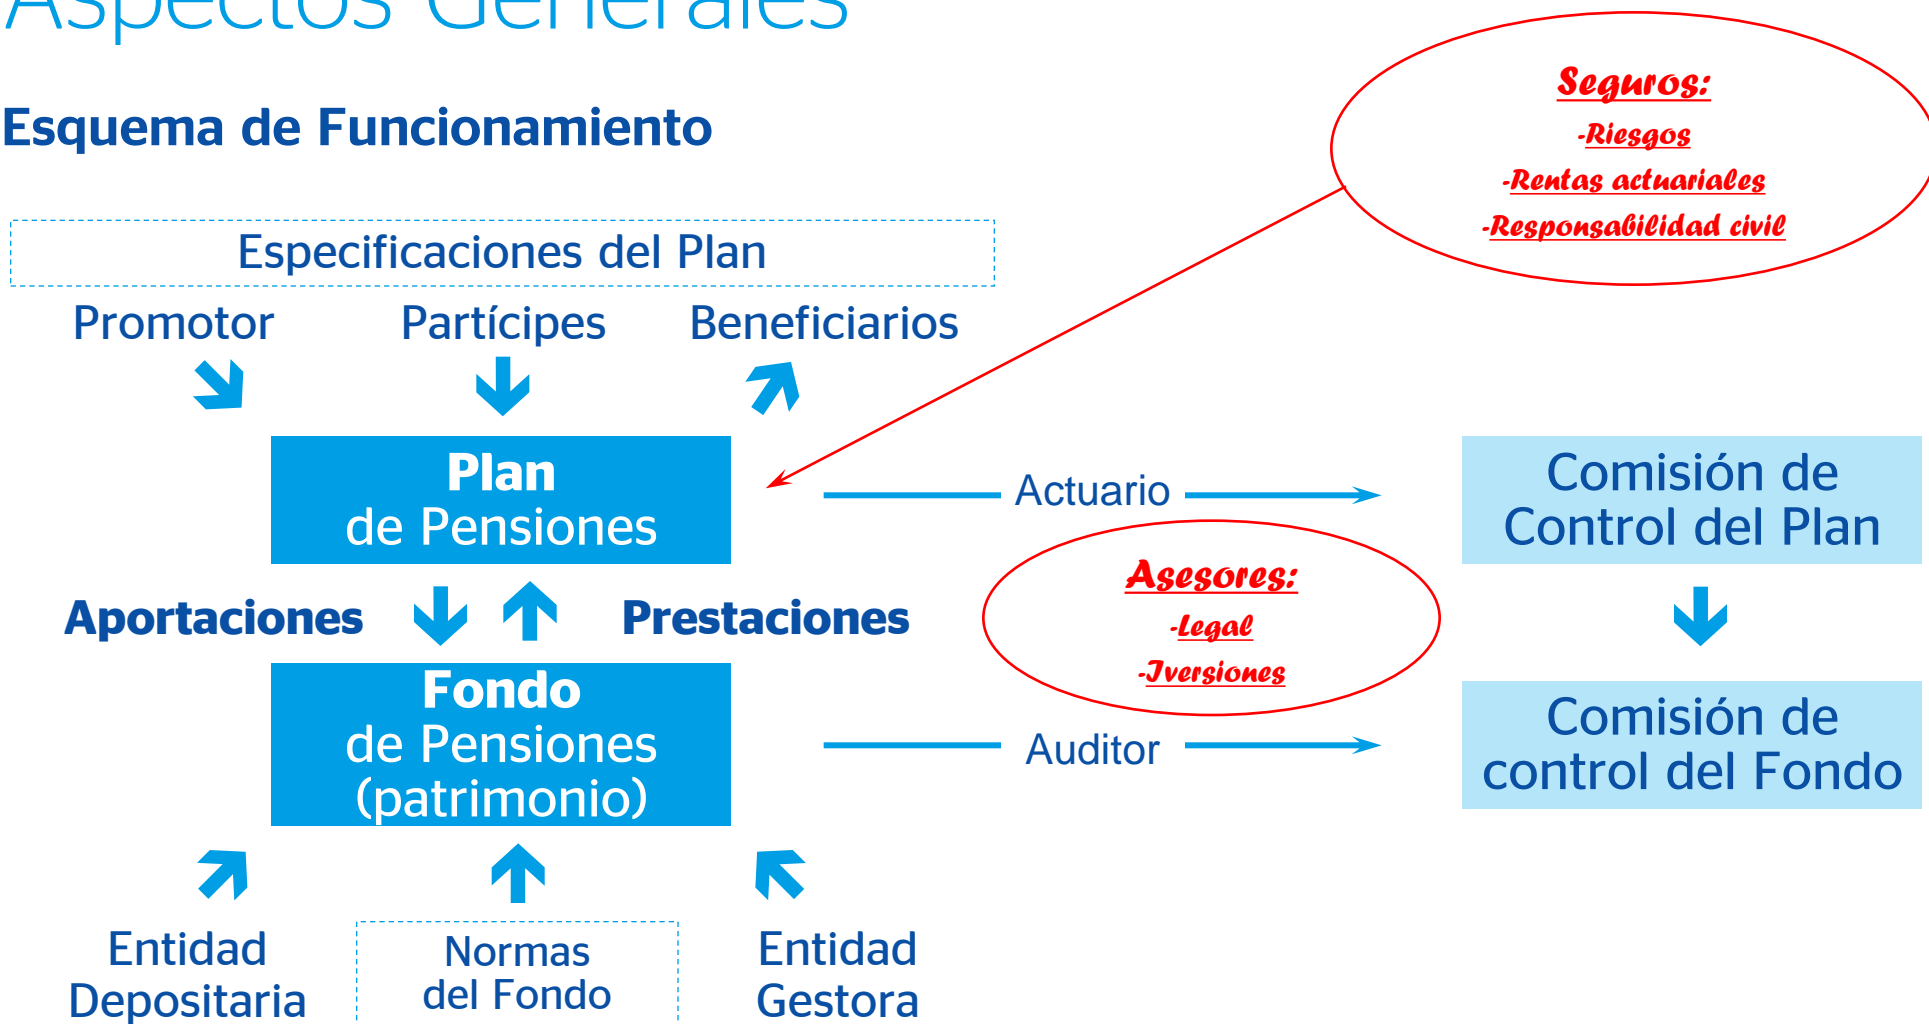 Aspectos Generales
Esquema de Funcionamiento
Seguros:
-Riesgos
-Rentas actuariales
-Responsabilidad civil
Especificaciones del Plan
Promotor
Partícipes
Beneficiarios
Plan
de Pensiones
Actuario
Comisión de
Control del Plan
Aportaciones
Prestaciones
Asesores:
-Legal
-Iversiones
Fondo
de Pensiones
(patrimonio)
Auditor
Comisión de
control del Fondo
Entidad
Depositaria
Normas
del Fondo
Entidad
Gestora